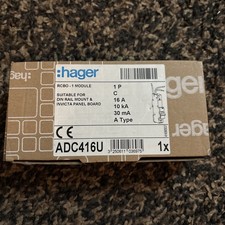 :hager
RCBO - 1 MODULE
SUITABLE FOR
DIN RAIL MOUNT &
INVICTA PANEL BOARD
1 P
C
16 A
10 kA
30 mA
A Type
CE
ADC416U
1x
:hager